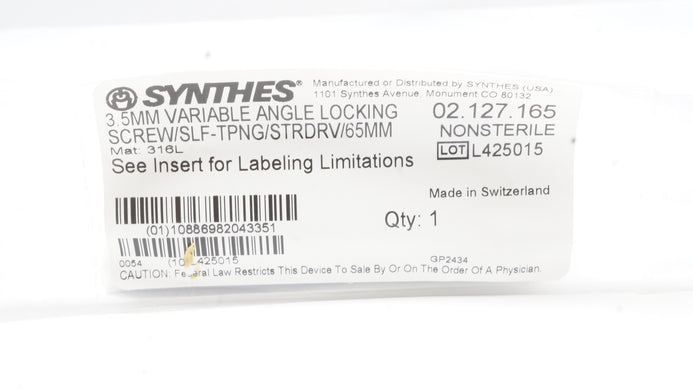 SYNTHES®
Manufactured or Distributed by SYNTHES (USA)
1101 Synthes Avenue, Monument CO 80132
3.5MM VARIABLE ANGLE LOCKING
SCREW/SLF-TPNG/STRDRV/65MM
Mat: 316L
02.127.165
NONSTERILE
LOT L425015
See Insert for Labeling Limitations
Made in Switzerland
Qty: 1
(01)10886982043351
0054
(10)L425015
GP2434
CAUTION: Federal Law Restricts This Device To Sale By Or On The Order Of A Physician.